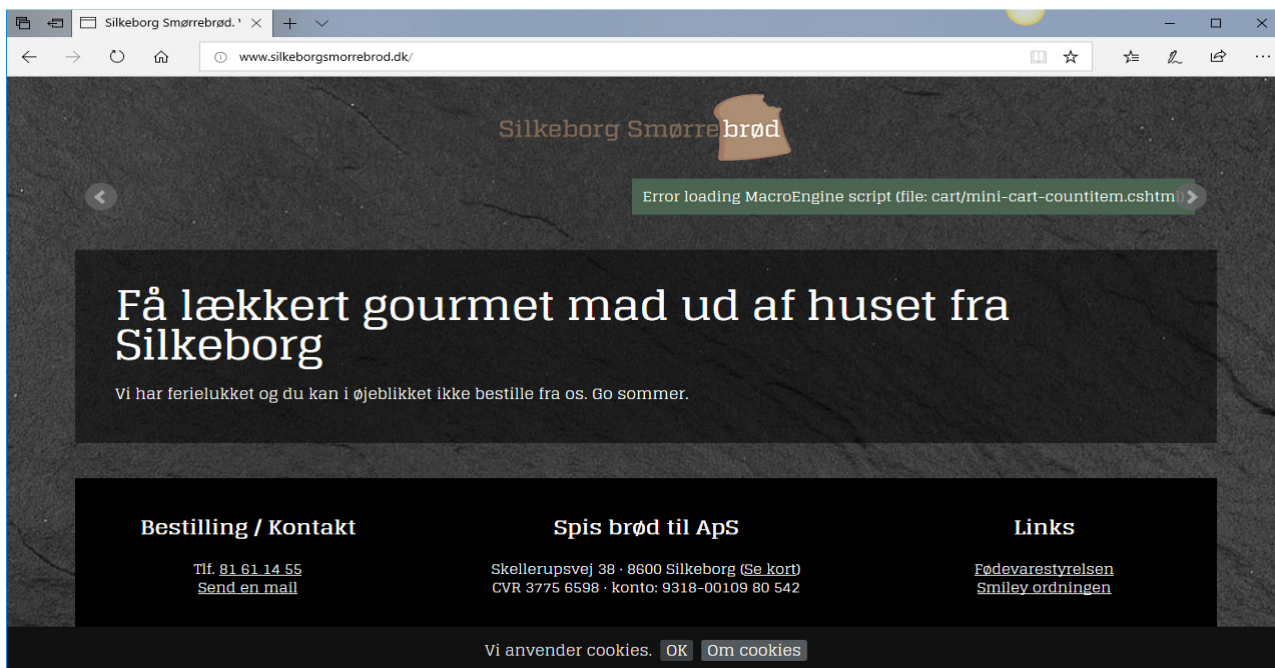 Silkeborg Smørrebrød. V
www.silkeborgsmorrebrod.dk/
Silkeborg Smørrebrød
Error loading MacroEngine script (file: cart/mini-cart-countitem.cshtml)
Få lækkert gourmet mad ud af huset fra
Silkeborg
Vi har ferielukket og du kan i øjeblikket ikke bestille fra os. Go sommer.
Bestilling / Kontakt
Tlf. 81 61 14 55
Send en mail
Spis brød til ApS
Skellerupsvej 38 · 8600 Silkeborg (Se kort)
CVR 3775 6598 · konto: 9318-00109 80 542
Links
Fødevarestyrelsen
Smiley ordningen
Vi anvender cookies. OK Om cookies